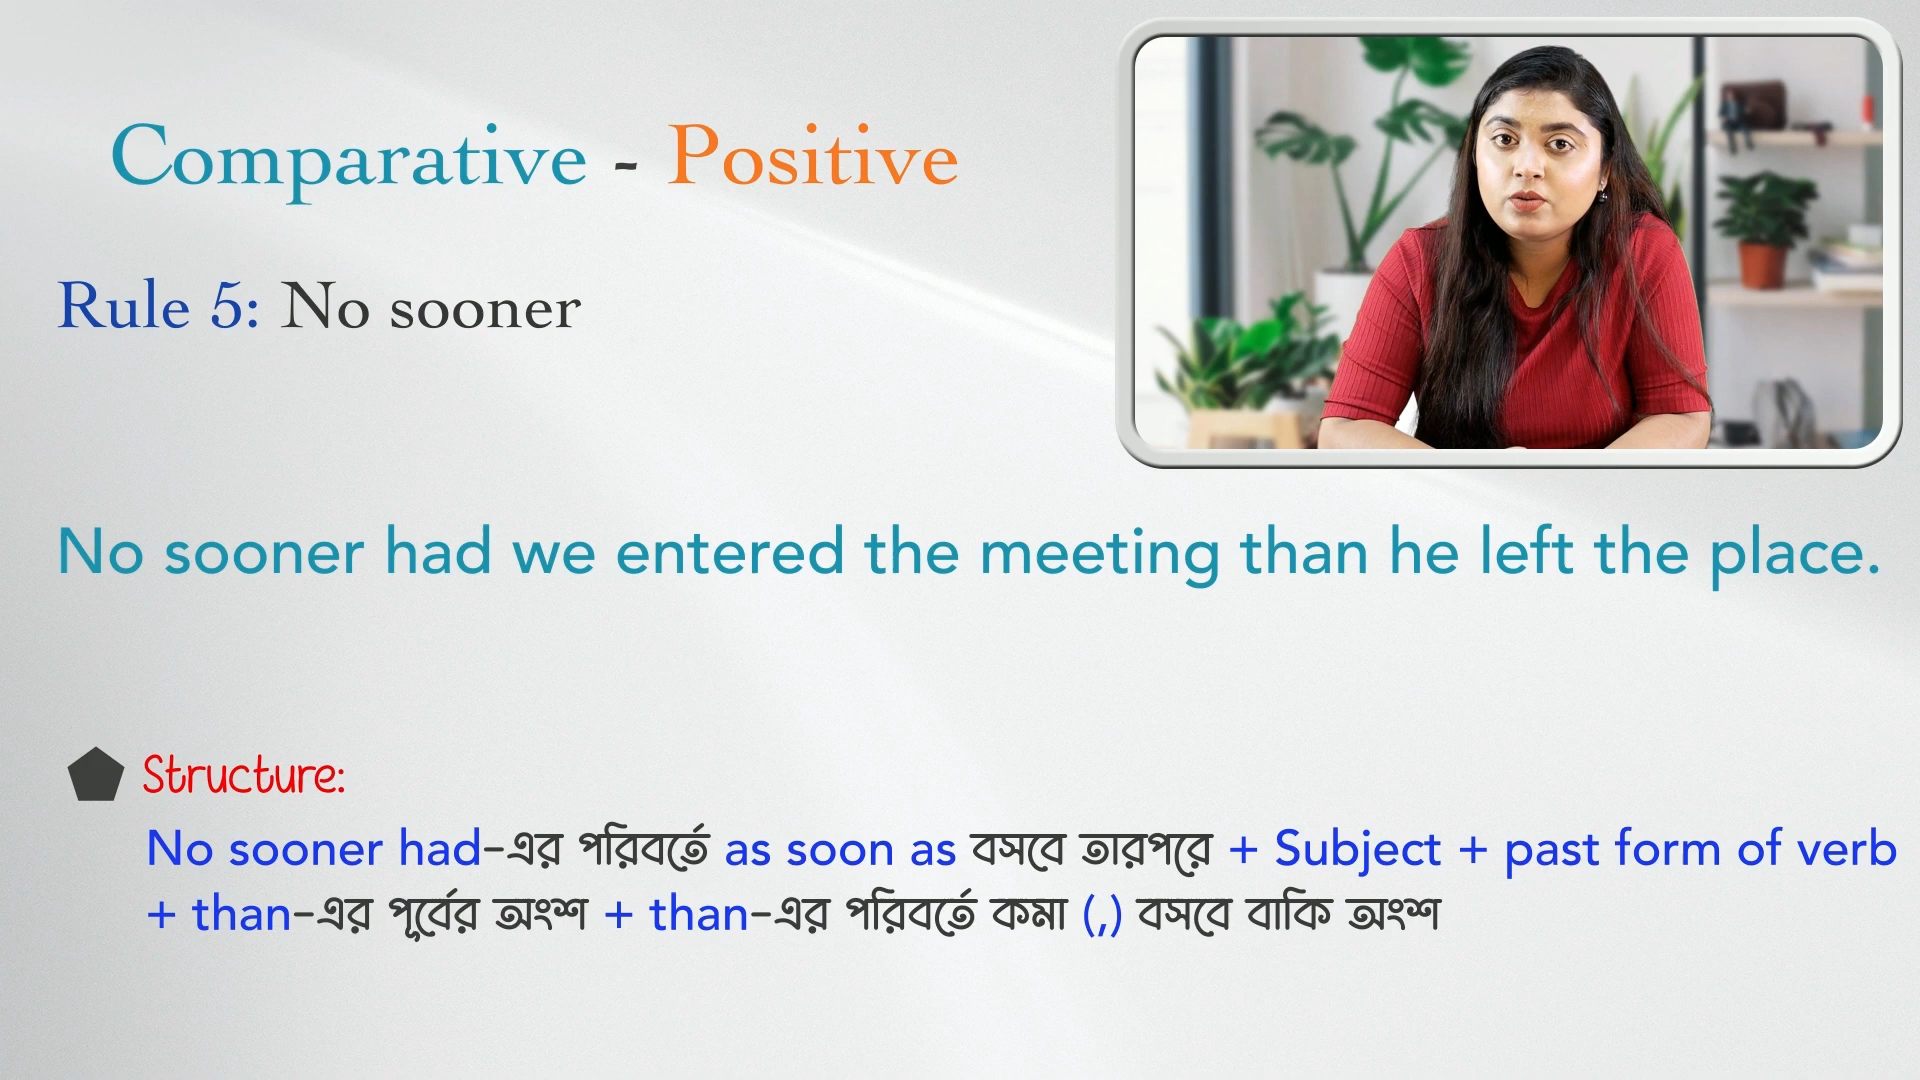 Comparative - Positive
Rule 5: No sooner
No sooner had we entered the meeting than he left the place.
Structure:
No sooner had-এর পরিবর্তে as soon as বসবে তারপরে + Subject + past form of verb
+ than-এর পূর্বের অংশ + than-এর পরিবর্তে কমা (,) বসবে বাকি অংশ